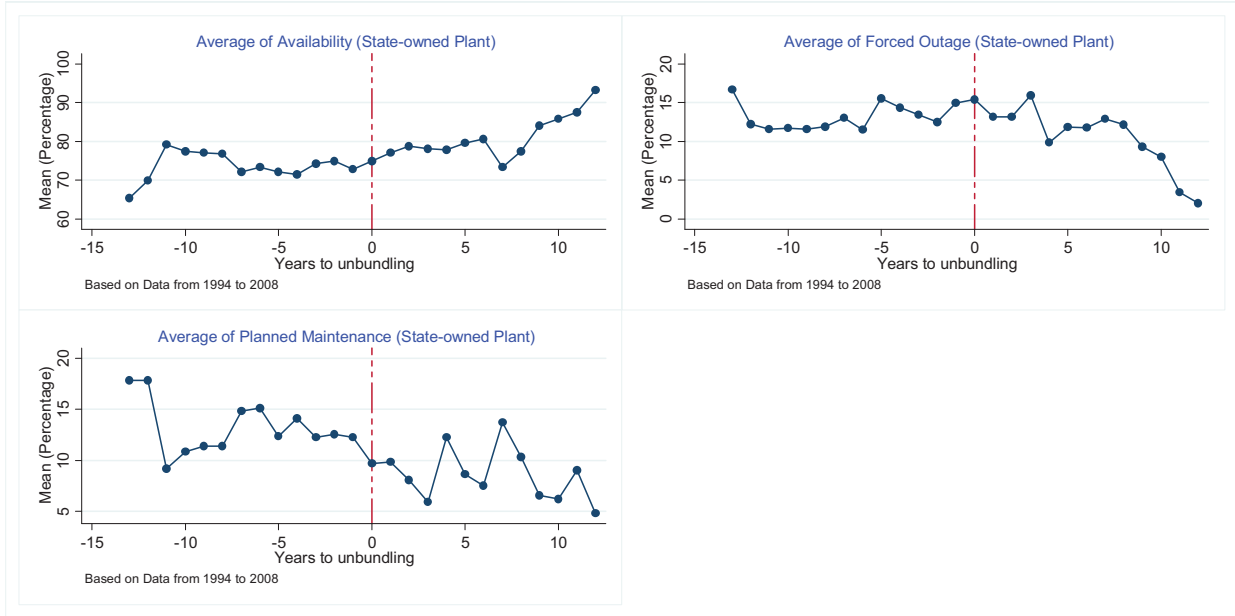 Average of Availability (State-owned Plant)
Mean (Percentage)
100
90
80
70
60
-15 -10 -5 0 5 10
Years to unbundling
Based on Data from 1994 to 2008
Average of Forced Outage (State-owned Plant)
Mean (Percentage)
20
15
10
5
0
-15 -10 -5 0 5 10
Years to unbundling
Based on Data from 1994 to 2008
Average of Planned Maintenance (State-owned Plant)
Mean (Percentage)
20
15
10
5
-15 -10 -5 0 5 10
Years to unbundling
Based on Data from 1994 to 2008